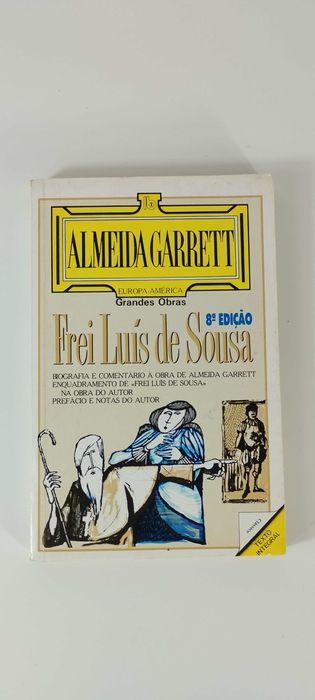 ALMEIDA GARRETT
EUROPA-AMÉRICA
Grandes Obras
8ª EDIÇÃO
Frei Luís de Sousa
BIOGRAFIA E COMENTÁRIO À OBRA DE ALMEIDA GARRETT
ENQUADRAMENTO DE «FREI LUÍS DE SOUSA»
NA OBRA DO AUTOR
PREFÁCIO E NOTAS DO AUTOR
TEXTO
INTEGRAL